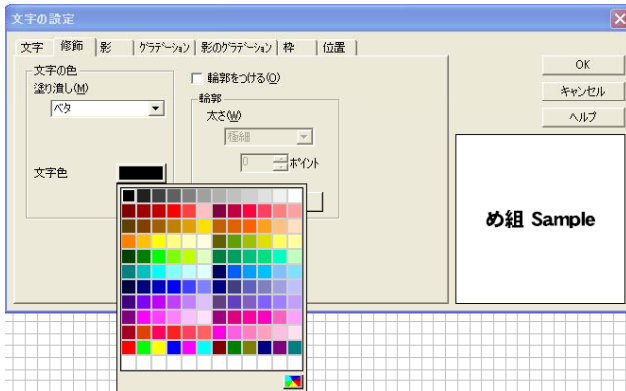 文字の設定
文字 修飾 影 グラデーション 影のグラデーション 枠 位置
文字の色
塗り潰し(M)
ベタ
文字色
輪郭をつける(O)
輪郭
太さ(W)
極細
0 ポイント
OK
キャンセル
ヘルプ
め組 Sample